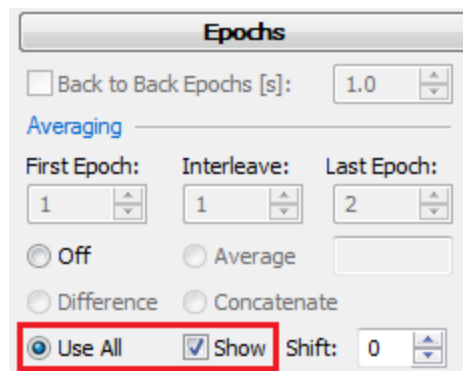 Epochs
Back to Back Epochs [s]: 1.0
Averaging
First Epoch: Interleave: Last Epoch:
1 1 2
Off Average
Difference Concatenate
Use All Show Shift: 0